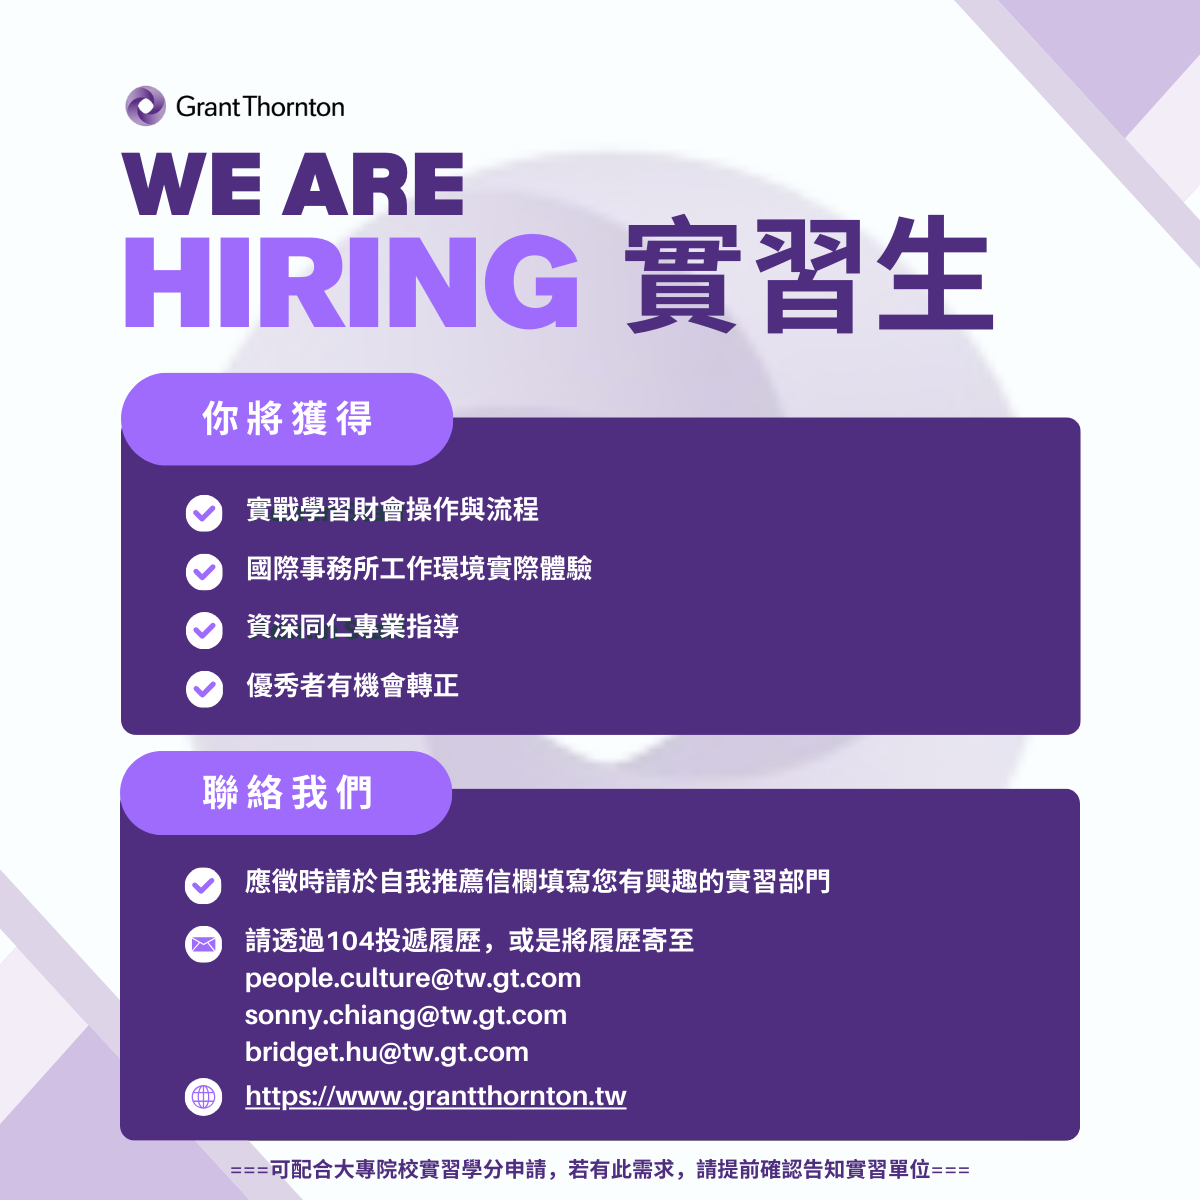 Grant Thornton
WE ARE
HIRING 實習生
你將獲得
實戰學習財會操作與流程
國際事務所工作環境實際體驗
資深同仁專業指導
優秀者有機會轉正
聯絡我們
應徵時請於自我推薦信欄填寫您有興趣的實習部門
請透過104投遞履歷，或是將履歷寄至
people.culture@tw.gt.com
sonny.chiang@tw.gt.com
bridget.hu@tw.gt.com
https://www.grantthornton.tw
===可配合大專院校實習學分申請，若有此需求，請提前確認告知實習單位===